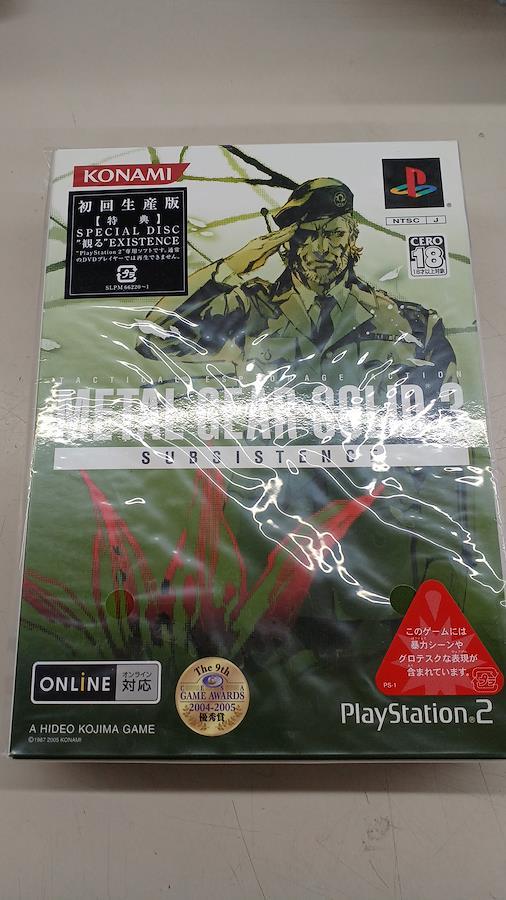 KONAMI
初回生産版
【特典】
SPECIAL DISC
"観る"EXISTENCE
"PlayStation 2"専用ソフトです。通常
のDVDプレイヤーでは再生できません。
SLPM 66220~1
NTSC J
CERO
18
18才以上対象
TACTICAL ESPIONAGE ACTION
METAL GEAR SOLID 3
SUBSISTENCE
このゲームには
暴力シーンや
グロテスクな表現が
含まれています。
PS-1
ONLiNE オンライン
対応
The 9th
CESA
GAME AWARDS
2004-2005
優秀賞
PlayStation®2
A HIDEO KOJIMA GAME
©1987 2005 KONAMI